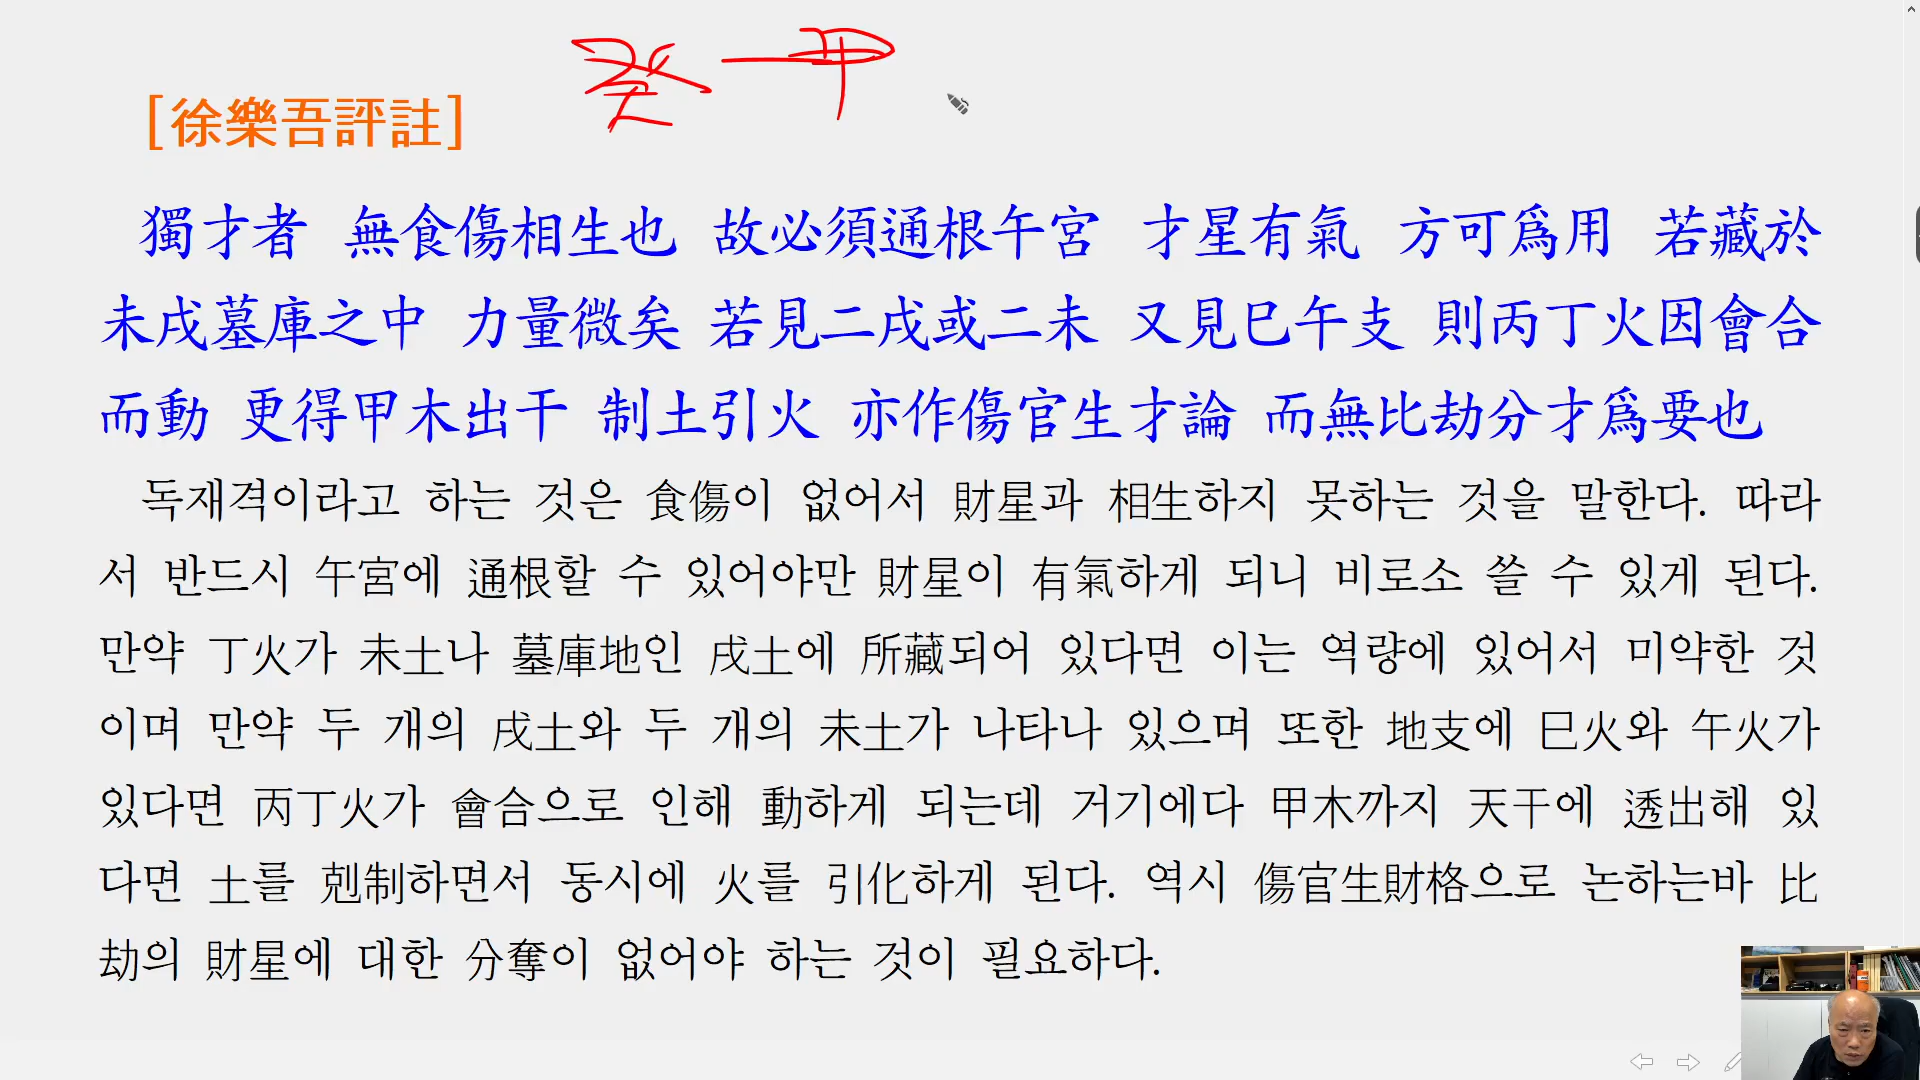 癸一甲
[徐樂吾評註]
獨才者 無食傷相生也 故必須通根午宮 才星有氣 方可爲用 若藏於
未戌墓庫之中 力量微矣 若見二戌或二未 又見巳午支 則丙丁火因會合
而動 更得甲木出干 制土引火 亦作傷官生才論 而無比劫分才爲要也
독재격이라고 하는 것은 食傷이 없어서 財星과 相生하지 못하는 것을 말한다. 따라
서 반드시 午宮에 通根할 수 있어야만 財星이 有氣하게 되니 비로소 쓸 수 있게 된다.
만약 丁火가 未土나 墓庫地인 戌土에 所藏되어 있다면 이는 역량에 있어서 미약한 것
이며 만약 두 개의 戌土와 두 개의 未土가 나타나 있으며 또한 地支에 巳火와 午火가
있다면 丙丁火가 會合으로 인해 動하게 되는데 거기에다 甲木까지 天干에 透出해 있
다면 土를 剋制하면서 동시에 火를 引化하게 된다. 역시 傷官生財格으로 논하는바 比
劫의 財星에 대한 分奪이 없어야 하는 것이 필요하다.